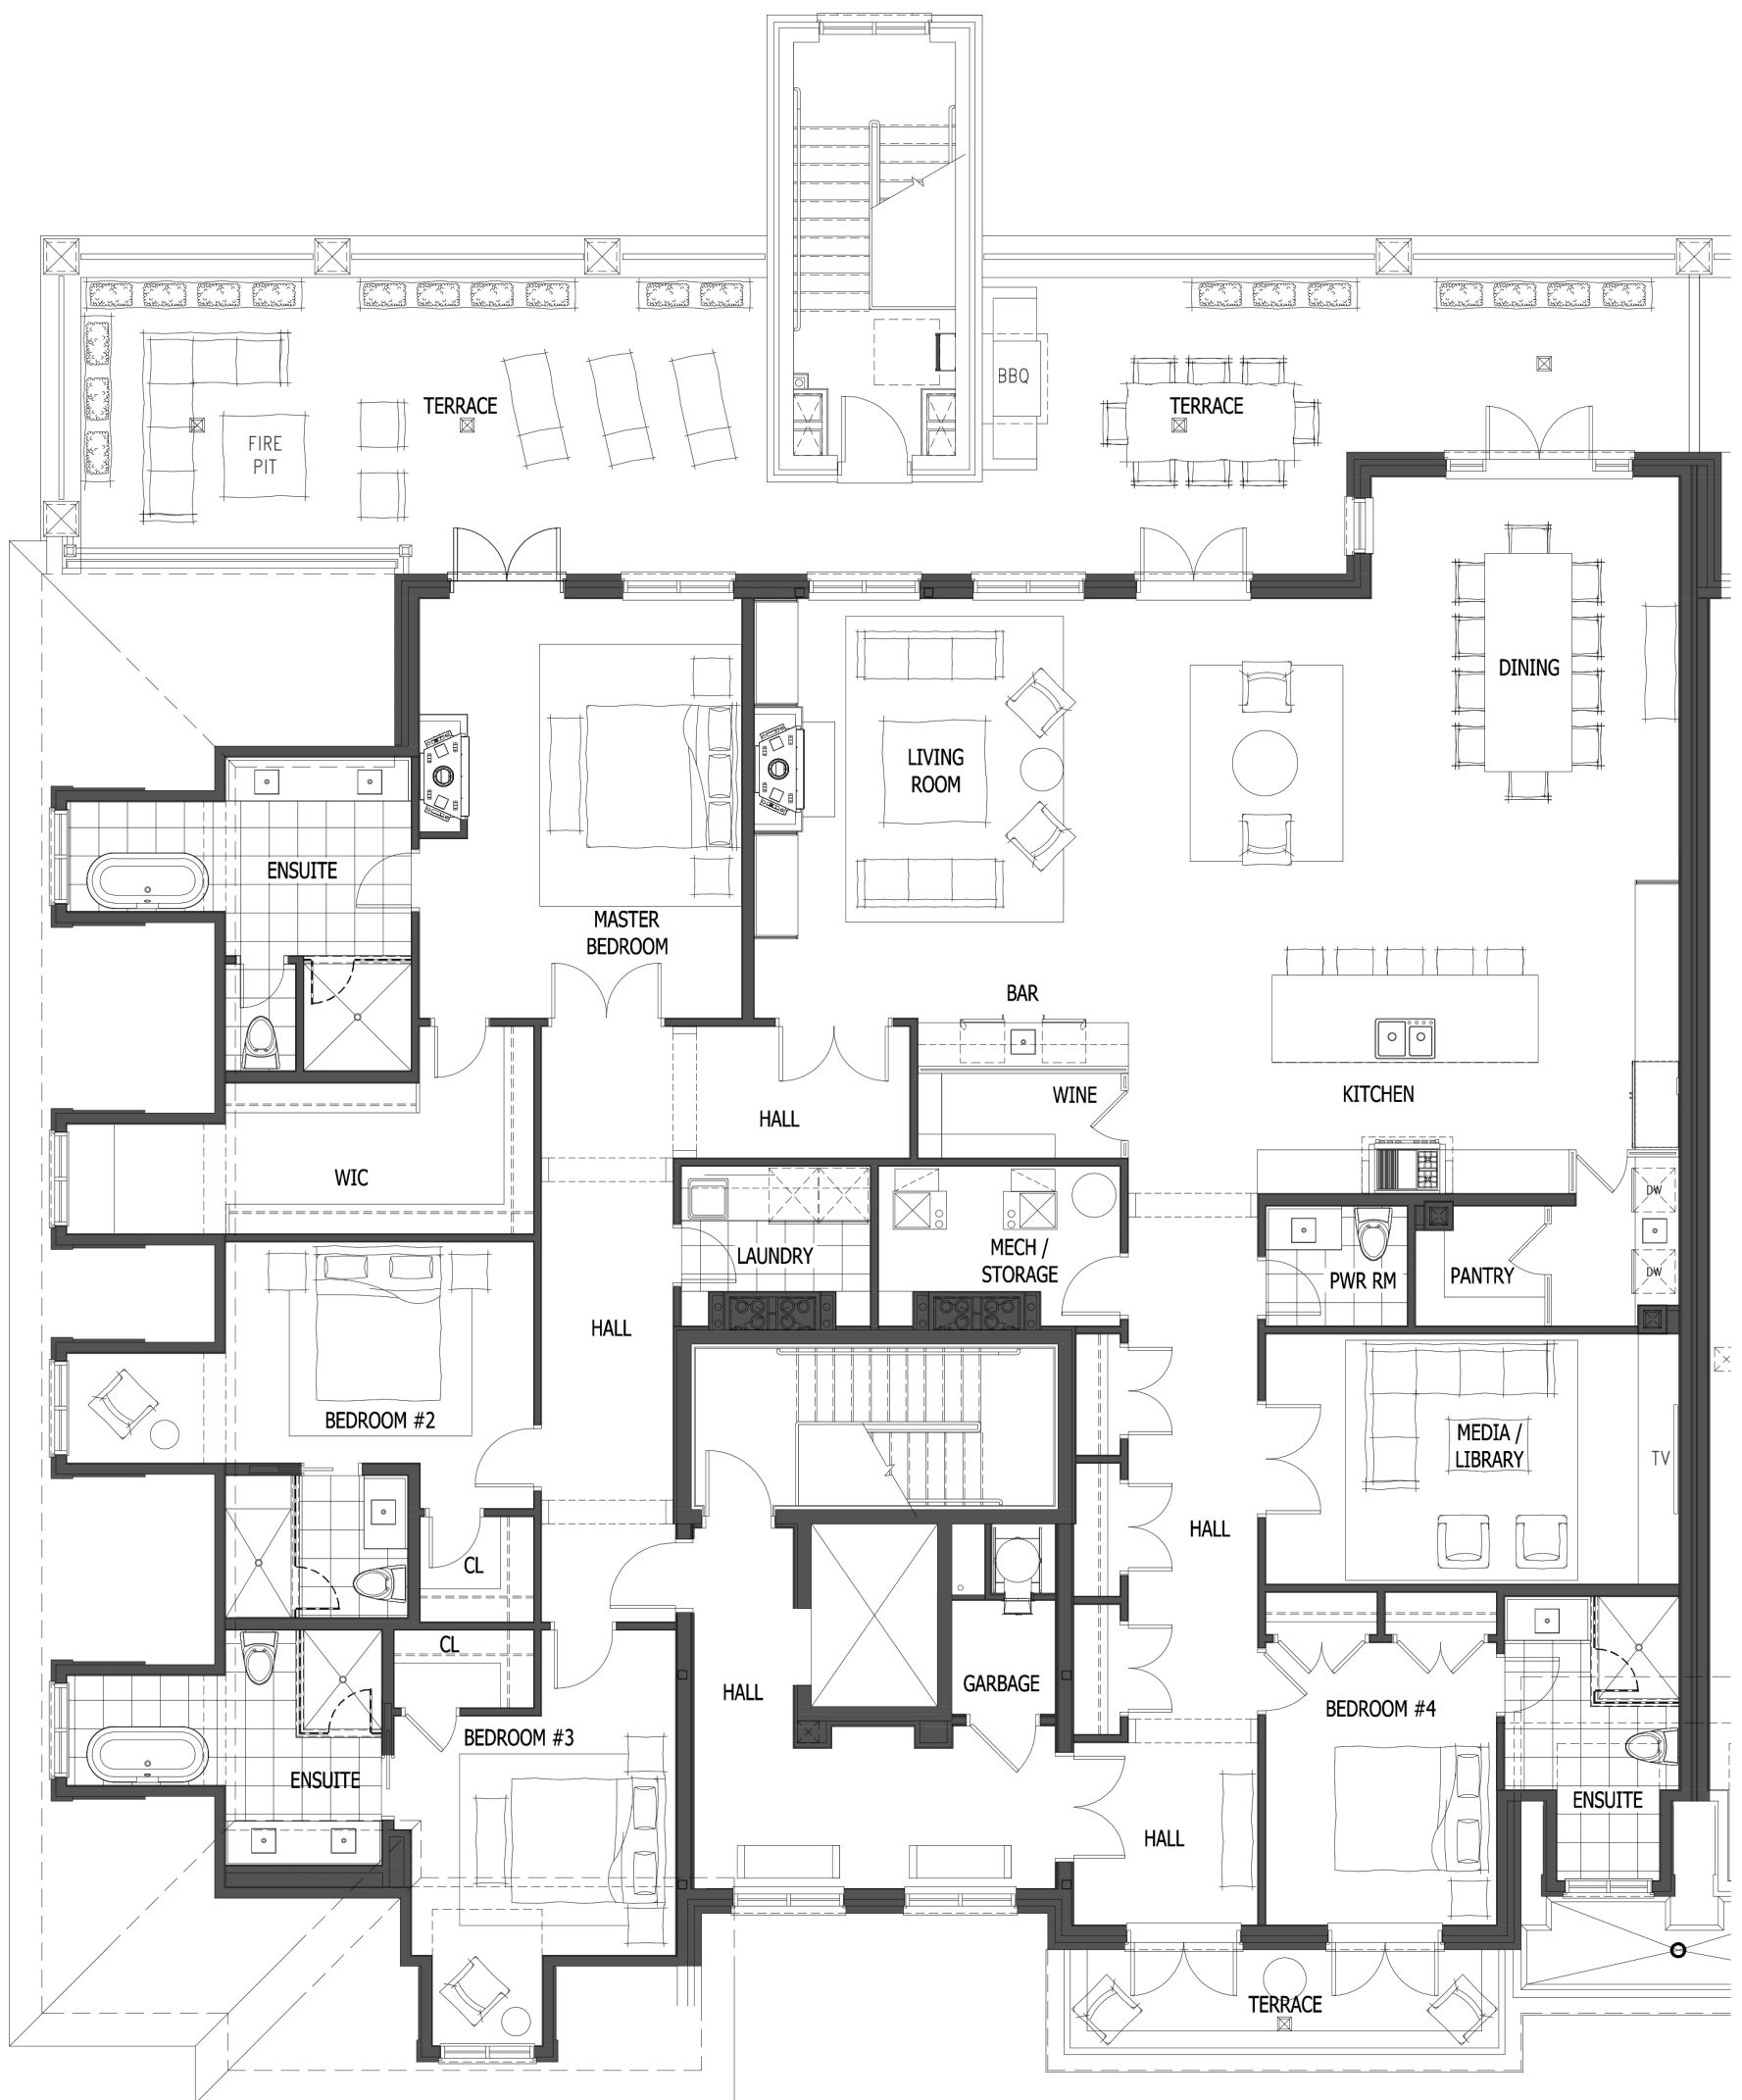 BBQ
TERRACE
TERRACE
FIRE
PIT
DINING
LIVING
ROOM
ENSUITE
MASTER
BEDROOM
BAR
KITCHEN
WINE
HALL
WIC
DW
LAUNDRY
MECH /
STORAGE
PWR RM
PANTRY
DW
HALL
BEDROOM #2
MEDIA /
LIBRARY
TV
HALL
CL
CL
GARBAGE
HALL
BEDROOM #4
BEDROOM #3
ENSUITE
ENSUITE
HALL
TERRACE